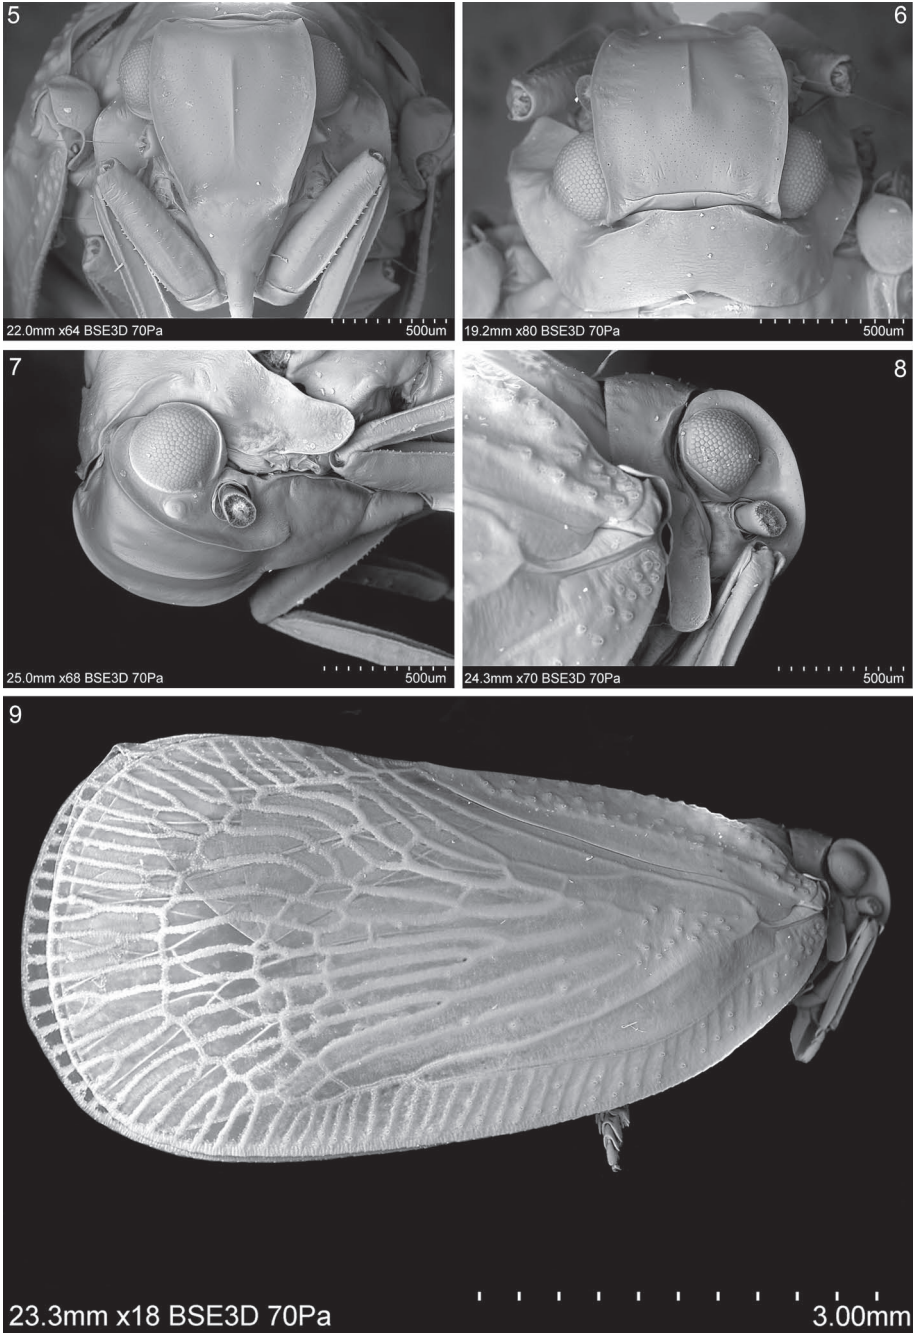 5
22.0mm x64 BSE3D 70Pa 500um
6
19.2mm x80 BSE3D 70Pa 500um
7
25.0mm x68 BSE3D 70Pa 500um
8
24.3mm x70 BSE3D 70Pa 500um
9
23.3mm x18 BSE3D 70Pa 3.00mm